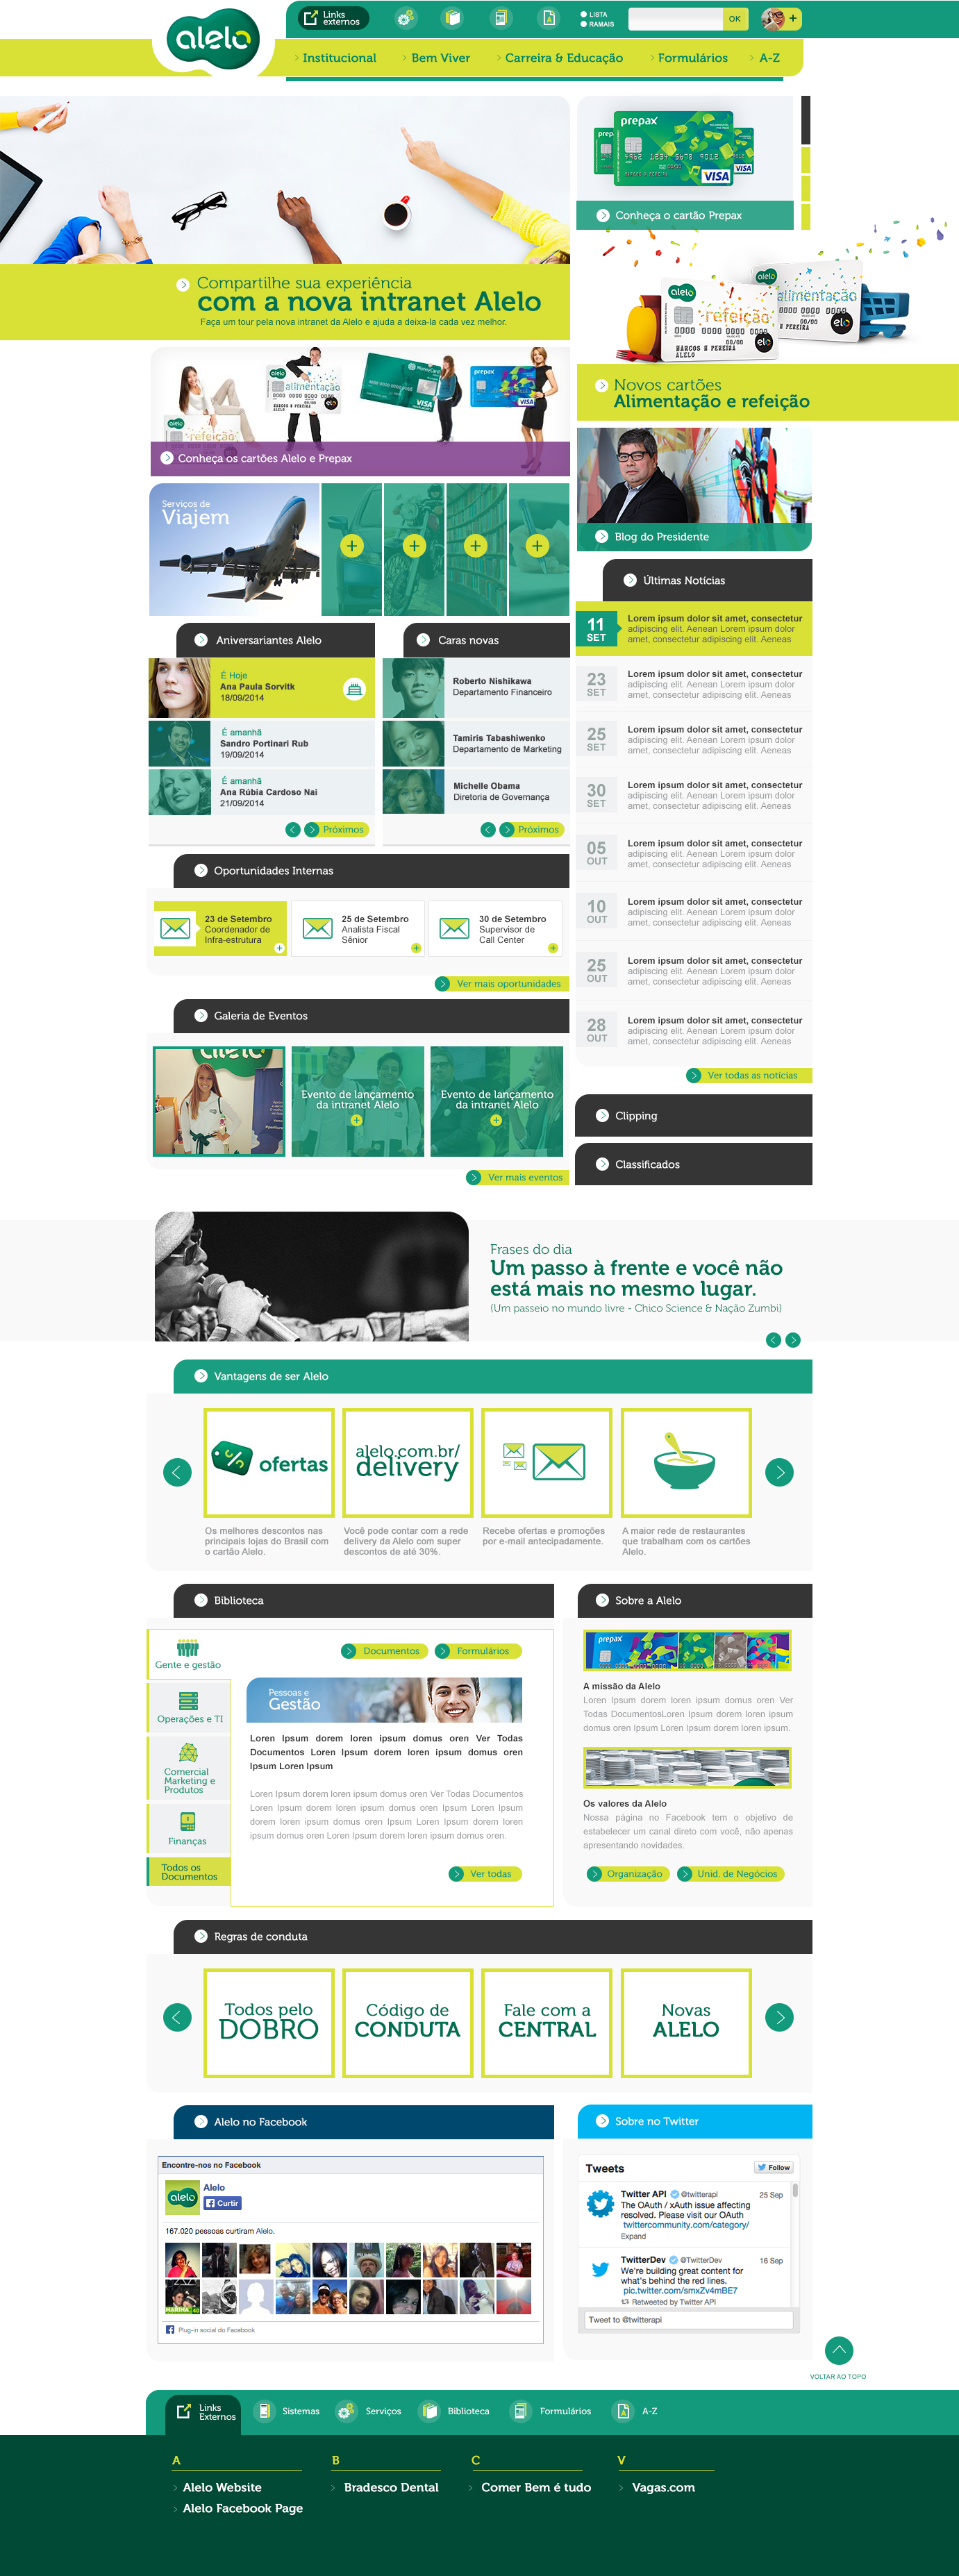 alelo
Links
externos
LISTA
RAMAIS
OK
+
Institucional
Bem Viver
Carreira & Educação
Formulários
A-Z
prepax
4962 1234 5678 9012
MARCOS H PEREIRA
VISA
Conheça o cartão Prepax
Compartilhe sua experiência
com a nova intranet Alelo
Faça um tour pela nova intranet da Alelo e ajuda a deixa-la cada vez melhor.
alelo
alimentação
alelo
refeição
0000 0000 0000 0000
00/00
MARCOS H PEREIRA
ALELO
elo
elo
Novos cartões
Alimentação e refeição
alelo
alimentação
alelo
refeição
VISA
prepax
VISA
Conheça os cartões Alelo e Prepax
Blog do Presidente
Serviços de
Viajem
Últimas Notícias
11
SET
Lorem ipsum dolor sit amet, consectetur
adipiscing elit. Aenean Lorem ipsum dolor
amet, consectetur adipiscing elit. Aeneas
23
SET
Lorem ipsum dolor sit amet, consectetur
adipiscing elit. Aenean Lorem ipsum dolor
amet, consectetur adipiscing elit. Aeneas
25
SET
Lorem ipsum dolor sit amet, consectetur
adipiscing elit. Aenean Lorem ipsum dolor
amet, consectetur adipiscing elit. Aeneas
30
SET
Lorem ipsum dolor sit amet, consectetur
adipiscing elit. Aenean Lorem ipsum dolor
amet, consectetur adipiscing elit. Aeneas
05
OUT
Lorem ipsum dolor sit amet, consectetur
adipiscing elit. Aenean Lorem ipsum dolor
amet, consectetur adipiscing elit. Aeneas
10
OUT
Lorem ipsum dolor sit amet, consectetur
adipiscing elit. Aenean Lorem ipsum dolor
amet, consectetur adipiscing elit. Aeneas
25
OUT
Lorem ipsum dolor sit amet, consectetur
adipiscing elit. Aenean Lorem ipsum dolor
amet, consectetur adipiscing elit. Aeneas
28
OUT
Lorem ipsum dolor sit amet, consectetur
adipiscing elit. Aenean Lorem ipsum dolor
amet, consectetur adipiscing elit. Aeneas
Ver todas as notícias
Clipping
Classificados
Aniversariantes Alelo
É Hoje
Ana Paula Sorvitk
18/09/2014
É amanhã
Sandro Portinari Rub
19/09/2014
É amanhã
Ana Rúbia Cardoso Nai
21/09/2014
Próximos
Caras novas
Roberto Nishikawa
Departamento Financeiro
Tamiris Tabashiwenko
Departamento de Marketing
Michelle Obama
Diretoria de Governança
Próximos
Oportunidades Internas
23 de Setembro
Coordenador de
Infra-estrutura
25 de Setembro
Analista Fiscal
Sênior
30 de Setembro
Supervisor de
Call Center
Ver mais oportunidades
Galeria de Eventos
alelo
Evento de lançamento
da intranet Alelo
Evento de lançamento
da intranet Alelo
Ver mais eventos
Frases do dia
Um passo à frente e você não
está mais no mesmo lugar.
(Um passeio no mundo livre - Chico Science & Nação Zumbi)
Vantagens de ser Alelo
ofertas
alelo.com.br/
delivery
Os melhores descontos nas
principais lojas do Brasil com
o cartão Alelo.
Você pode contar com a rede
delivery da Alelo com super
descontos de até 30%.
Recebe ofertas e promoções
por e-mail antecipadamente.
A maior rede de restaurantes
que trabalham com os cartões
Alelo.
Biblioteca
Gente e gestão
Operações e TI
Comercial
Marketing e
Produtos
Finanças
Todos os
Documentos
Documentos
Formulários
Pessoas e
Gestão
Loren Ipsum dorem loren ipsum domus oren Ver Todas
Documentos Loren Ipsum dorem loren ipsum domus oren
Ipsum Loren Ipsum
Loren Ipsum dorem loren ipsum domus oren Ver Todas Documentos
Loren Ipsum dorem loren ipsum domus oren Ipsum Loren Ipsum
dorem loren ipsum domus oren Ipsum Loren Ipsum dorem loren
ipsum domus oren Loren Ipsum dorem loren ipsum domus oren.
Ver todas
Sobre a Alelo
prepax
A missão da Alelo
Loren Ipsum dorem loren ipsum domus oren Ver
Todas DocumentosLoren Ipsum dorem loren ipsum
domus oren Ipsum Loren Ipsum dorem loren ipsum.
Os valores da Alelo
Nossa página no Facebook tem o objetivo de
estabelecer um canal direto com você, não apenas
apresentando novidades.
Organização
Unid. de Negócios
Regras de conduta
Todos pelo
DOBRO
Código de
CONDUTA
Fale com a
CENTRAL
Novas
ALELO
Alelo no Facebook
Encontre-nos no Facebook
alelo
Alelo
Curtir
167.020 pessoas curtiram Alelo.
Plug-in social do Facebook
Sobre no Twitter
Tweets
Follow
Twitter API @twitterapi 25 Sep
The OAuth / xAuth issue affecting
resolved. Please visit our OAuth
twittercommunity.com/category/
Expand
TwitterDev @TwitterDev 16 Sep
We're building great content for
what's behind the red lines.
pic.twitter.com/smxZv4mBE7
Retweeted by Twitter API
Tweet to @twitterapi
VOLTAR AO TOPO
Links
Externos
Sistemas
Serviços
Biblioteca
Formulários
A-Z
A
Alelo Website
Alelo Facebook Page
B
Bradesco Dental
C
Comer Bem é tudo
V
Vagas.com